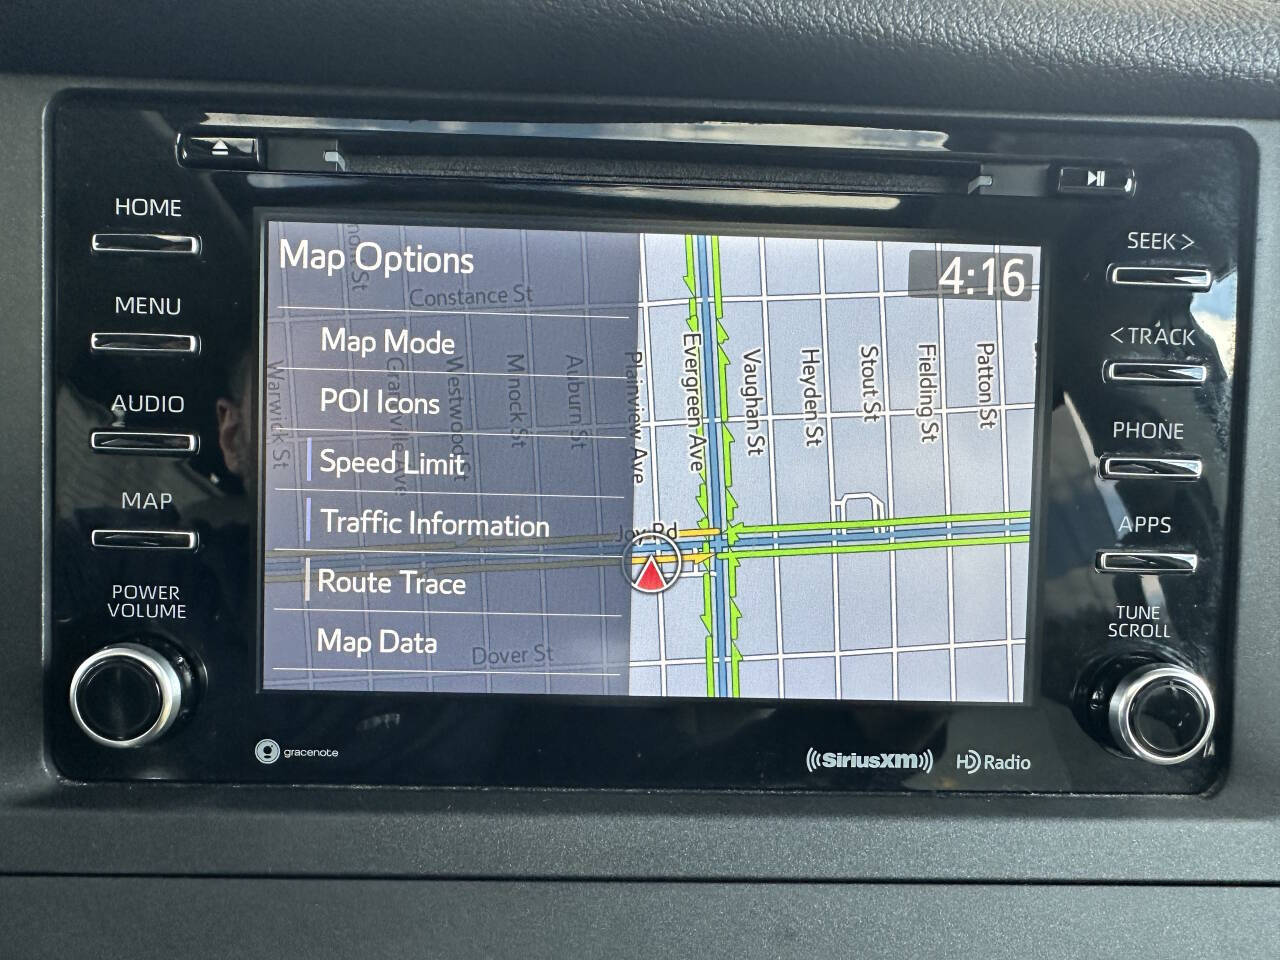 HOME
MENU
AUDIO
MAP
POWER
VOLUME
Map Options
Map Mode
POI Icons
Speed Limit
Traffic Information
Route Trace
Map Data
4:16
Constance St
Warwick St
Westwood St
Auburn St
Plainview Ave
Evergreen Ave
Vaughan St
Heyden St
Stout St
Fielding St
Patton St
Rd
Dover St
SEEK >
< TRACK
PHONE
APPS
TUNE
SCROLL
gracenote
((SiriusXM))
HD Radio